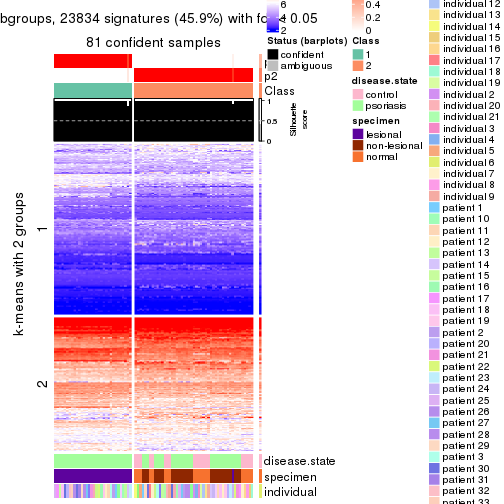 bgroups, 23834 signatures (45.9%) with fd < 0.05
81 confident samples
p2
Class
1
0.5
0
Silhouette
score
k-means with 2 groups
1
2
disease.state
specimen
individual
6
4
2
Status (barplots)
confident
ambiguous
0.4
0.2
0
Class
1
2
disease.state
control
psoriasis
specimen
lesional
non-lesional
normal
individual 12
individual 13
individual 14
individual 15
individual 16
individual 17
individual 18
individual 19
individual 2
individual 20
individual 21
individual 3
individual 4
individual 5
individual 6
individual 7
individual 8
individual 9
patient 1
patient 10
patient 11
patient 12
patient 13
patient 14
patient 15
patient 16
patient 17
patient 18
patient 19
patient 2
patient 20
patient 21
patient 22
patient 23
patient 24
patient 25
patient 26
patient 27
patient 28
patient 29
patient 3
patient 30
patient 31
patient 32
patient 33